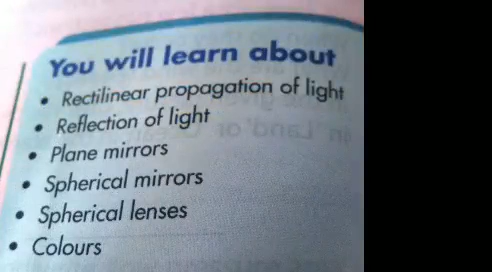 You will learn about
• Rectilinear propagation of light
• Reflection of light
• Plane mirrors
• Spherical mirrors
• Spherical lenses
• Colours